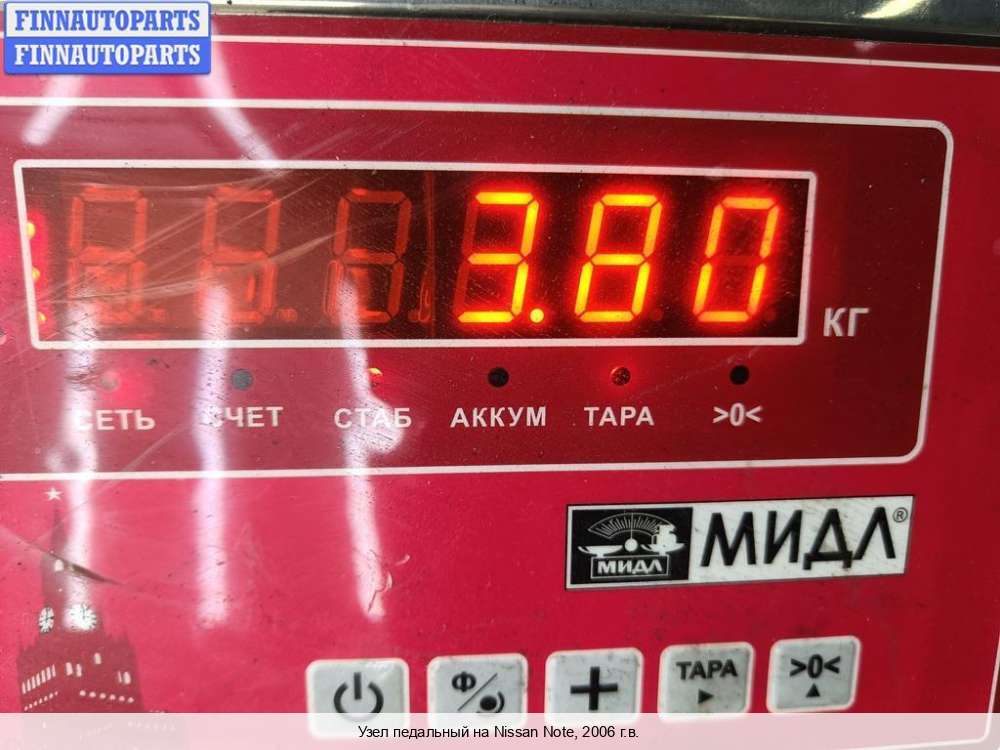 FINNAUTOPARTS
FINNAUTOPARTS
3.80
КГ
СЕТЬ СЧЕТ СТАБ АККУМ ТАРА >0<
МИДЛ МИДЛ®
Ф ТАРА >0<
Узел педальный на Nissan Note, 2006 г.в.